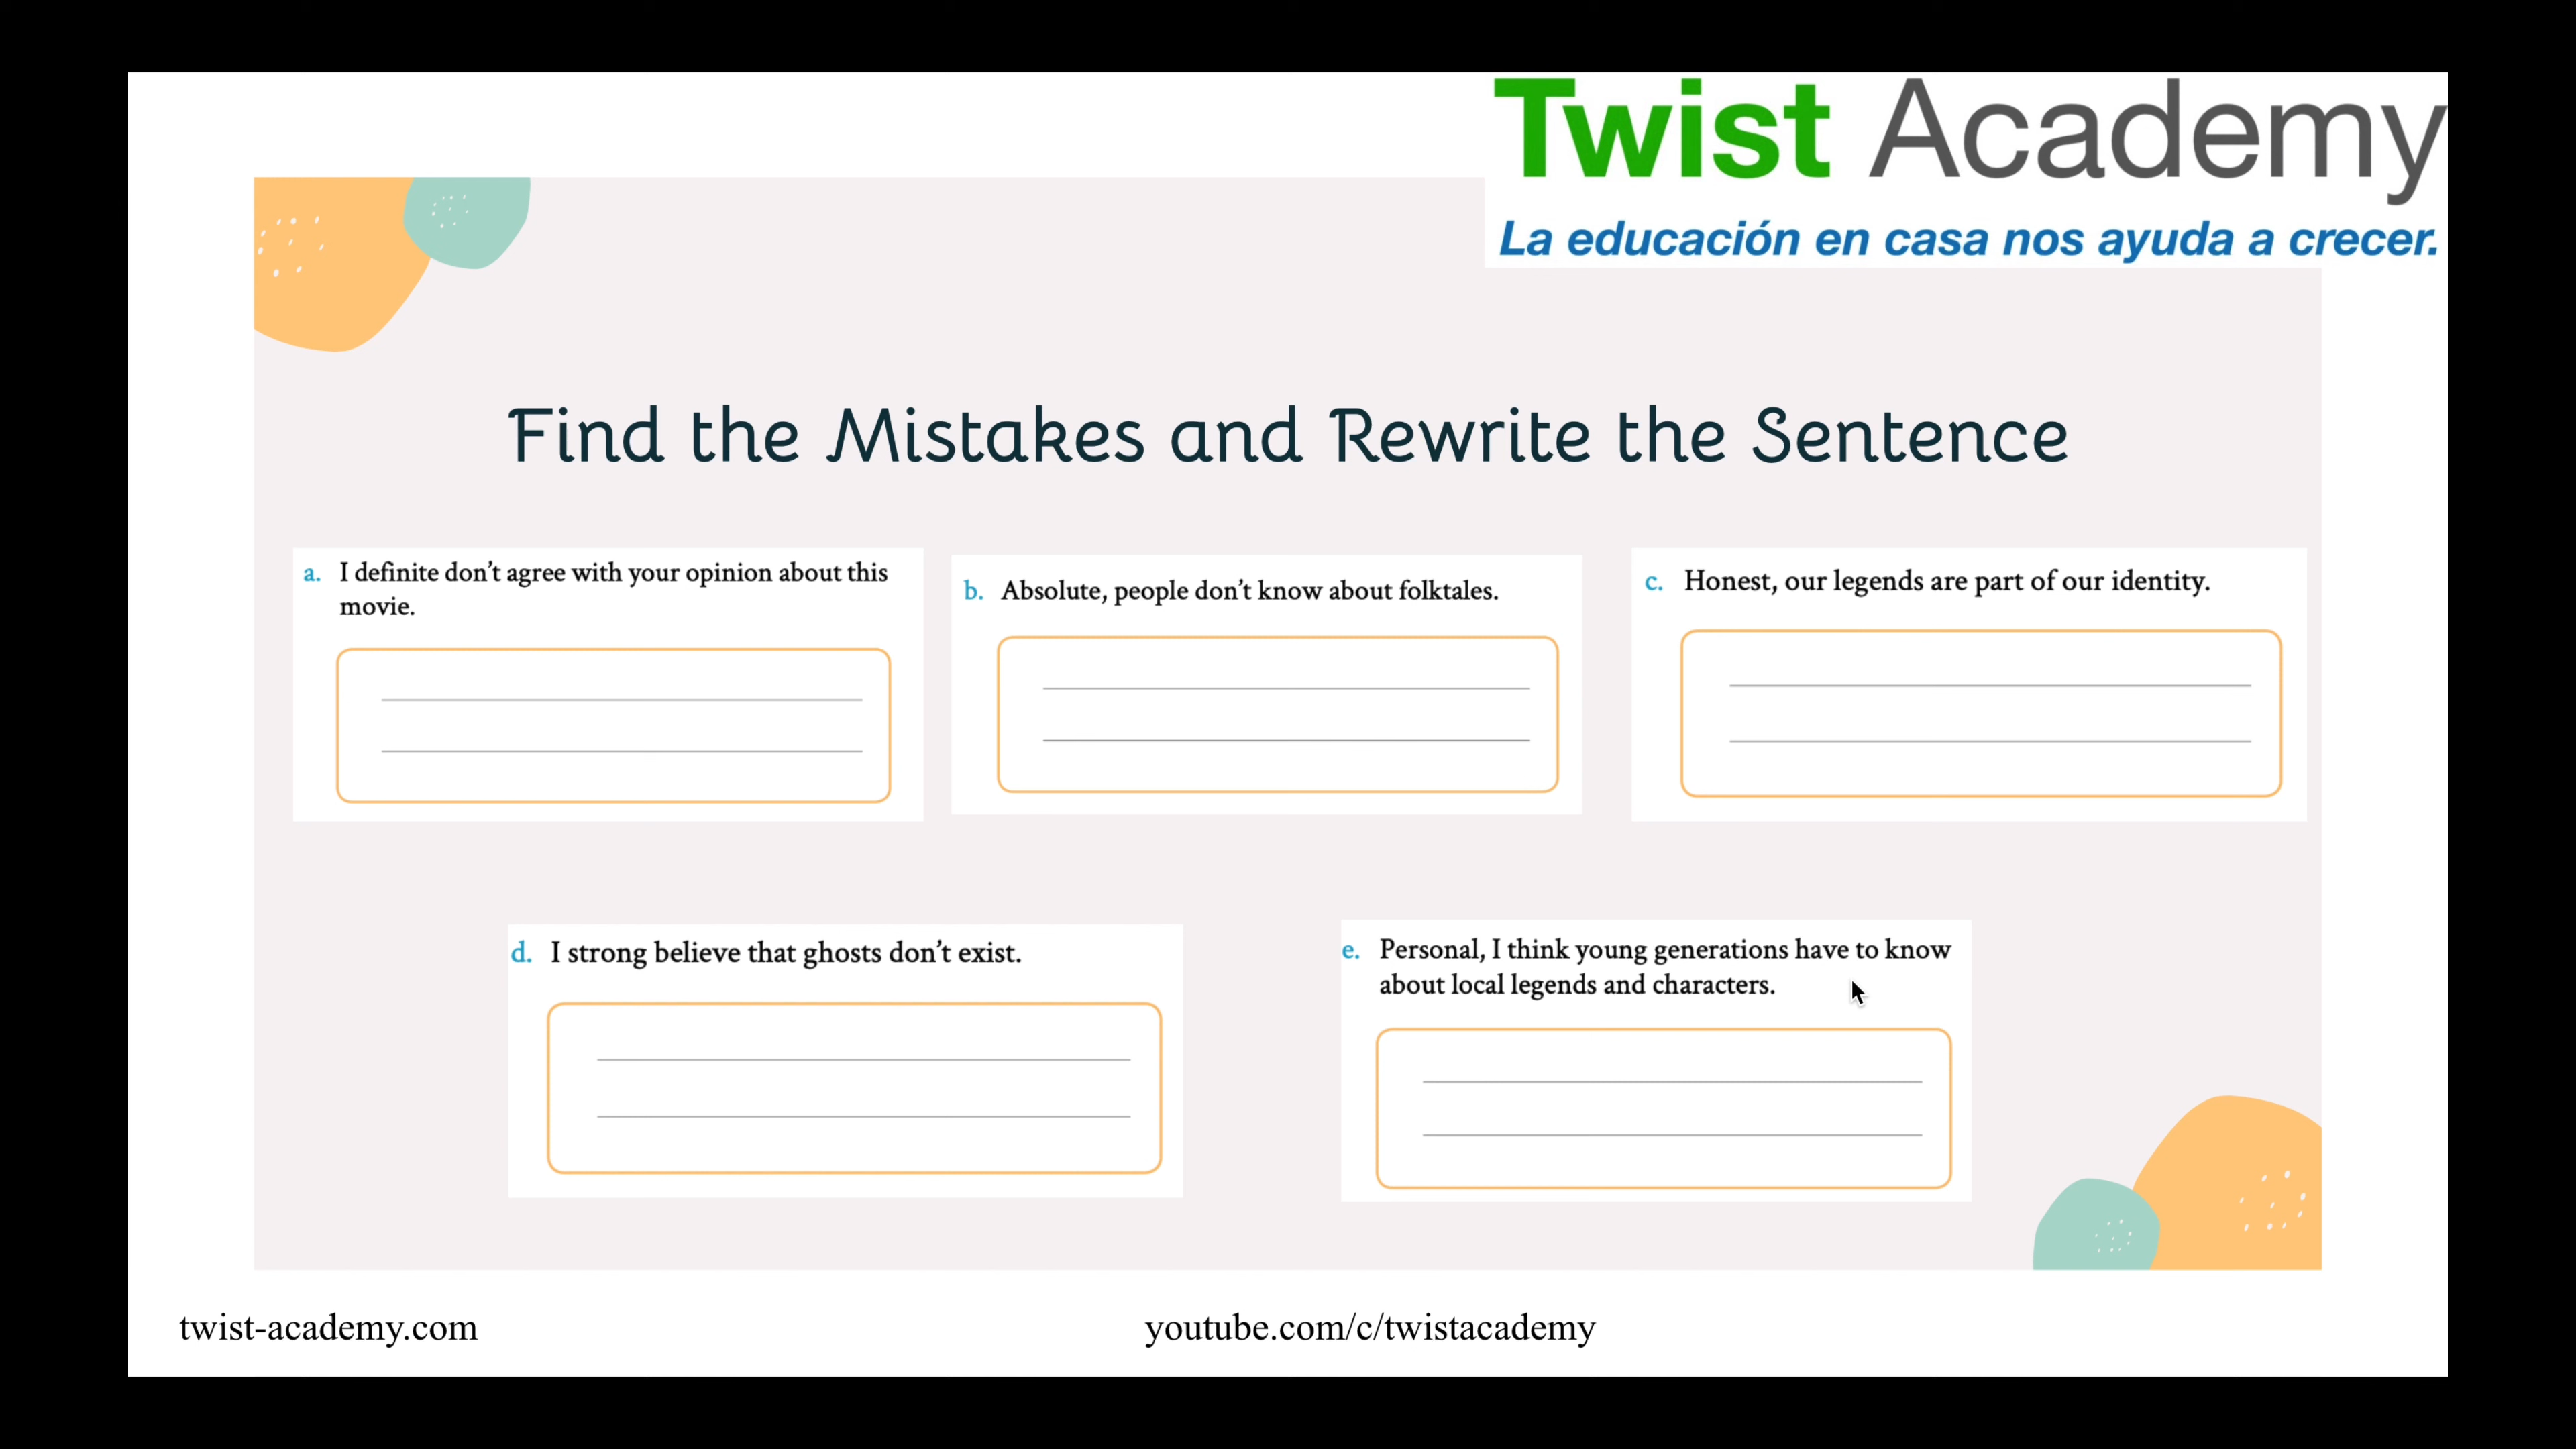 Twist Academy
La educación en casa nos ayuda a crecer.
Find the Mistakes and Rewrite the Sentence
a. I definite don't agree with your opinion about this
movie.
b. Absolute, people don't know about folktales.
c. Honest, our legends are part of our identity.
d. I strong believe that ghosts don't exist.
e. Personal, I think young generations have to know
about local legends and characters.
twist-academy.com
youtube.com/c/twistacademy